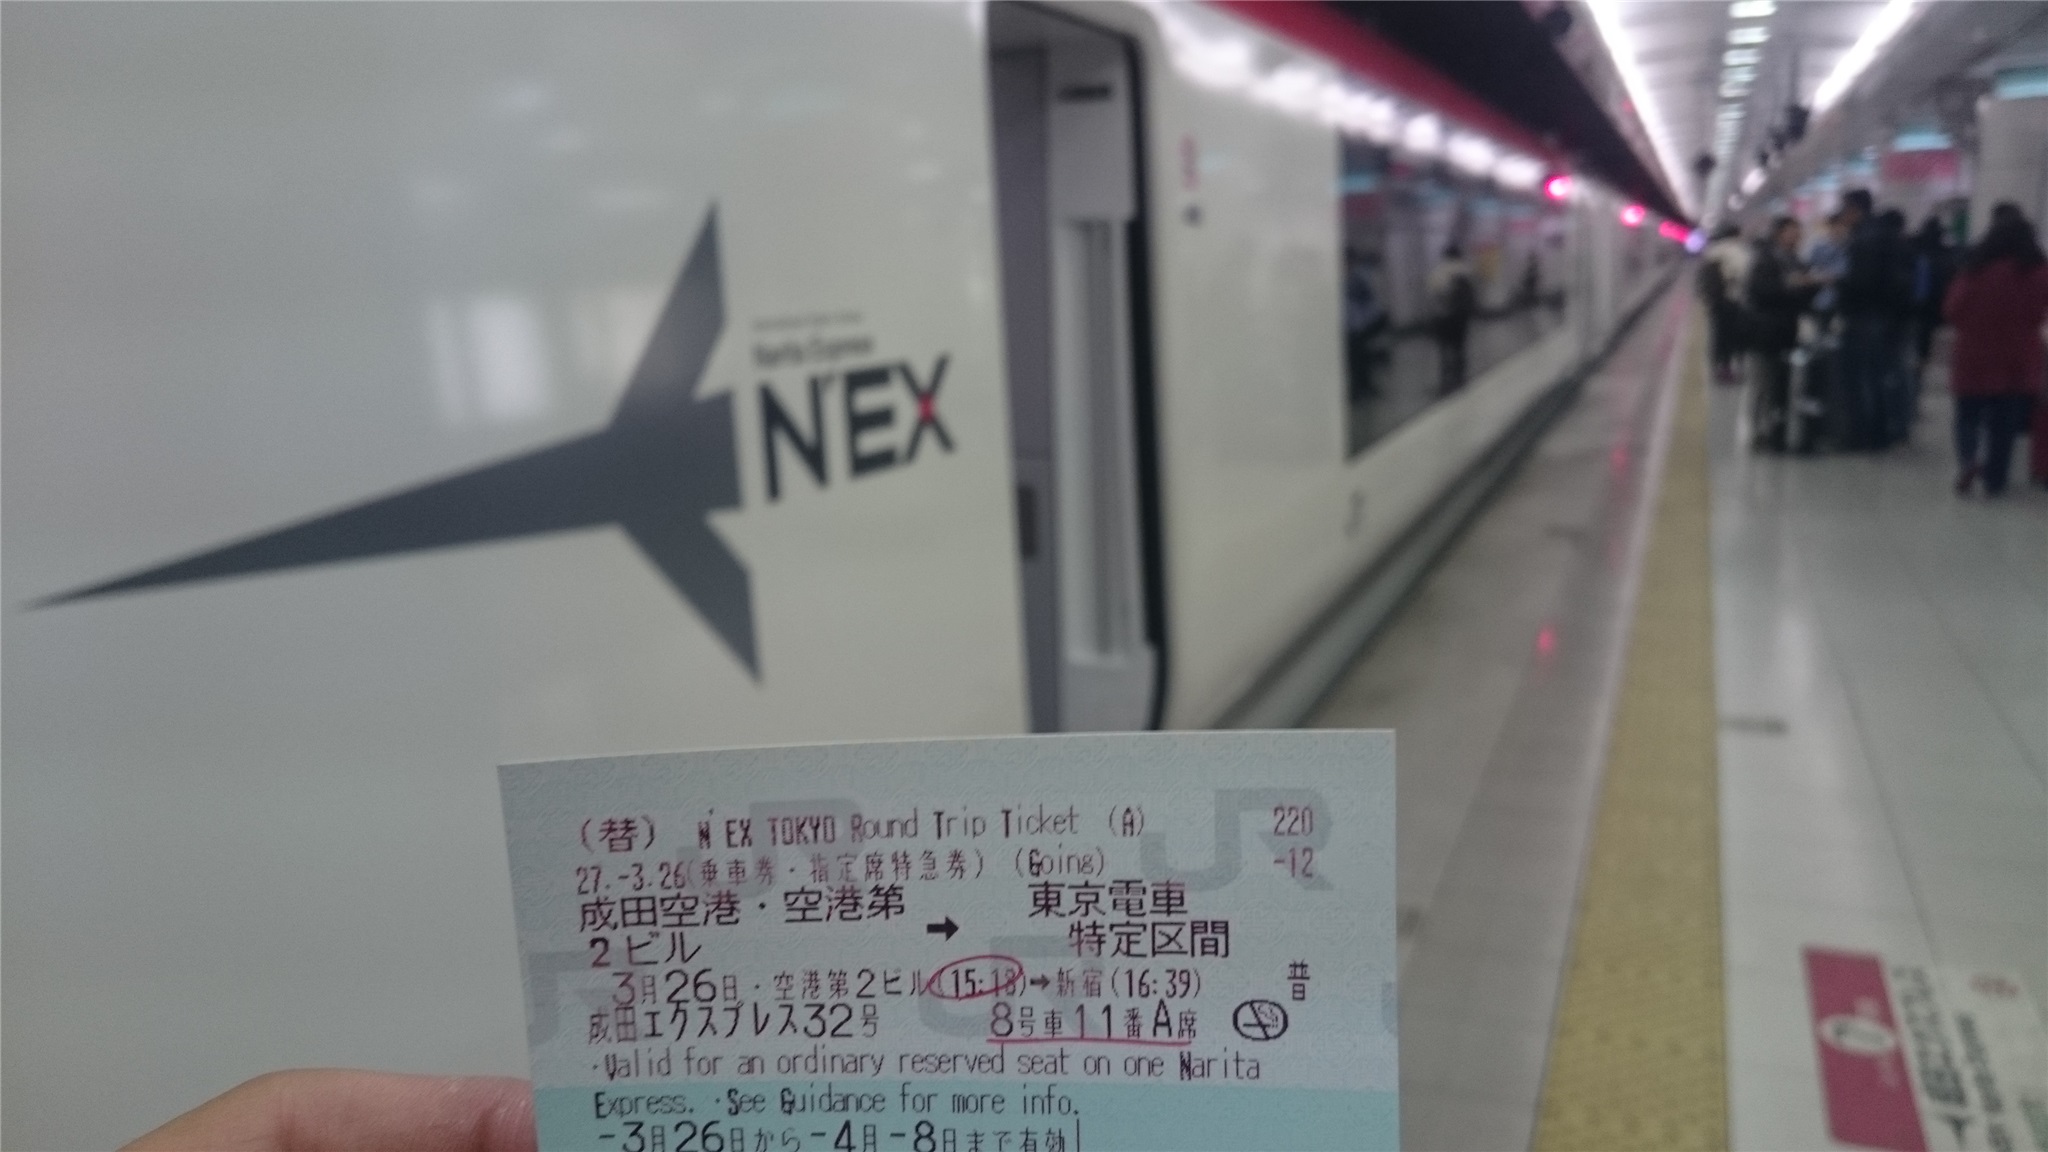 Narita Express
N'EX
(替) N'EX TOKYO Round Trip Ticket (A) 220
27.-3.26(乗車券・指定席特急券) (Going) -12
成田空港・空港第2ビル → 東京電車特定区間
3月26日・空港第2ビル(15:18)→新宿(16:39)
成田エクスプレス32号 8号車11番A席
・Valid for an ordinary reserved seat on one Narita
Express. ・See Guidance for more info.
-3月26日から-4月-8日まで有効
JR